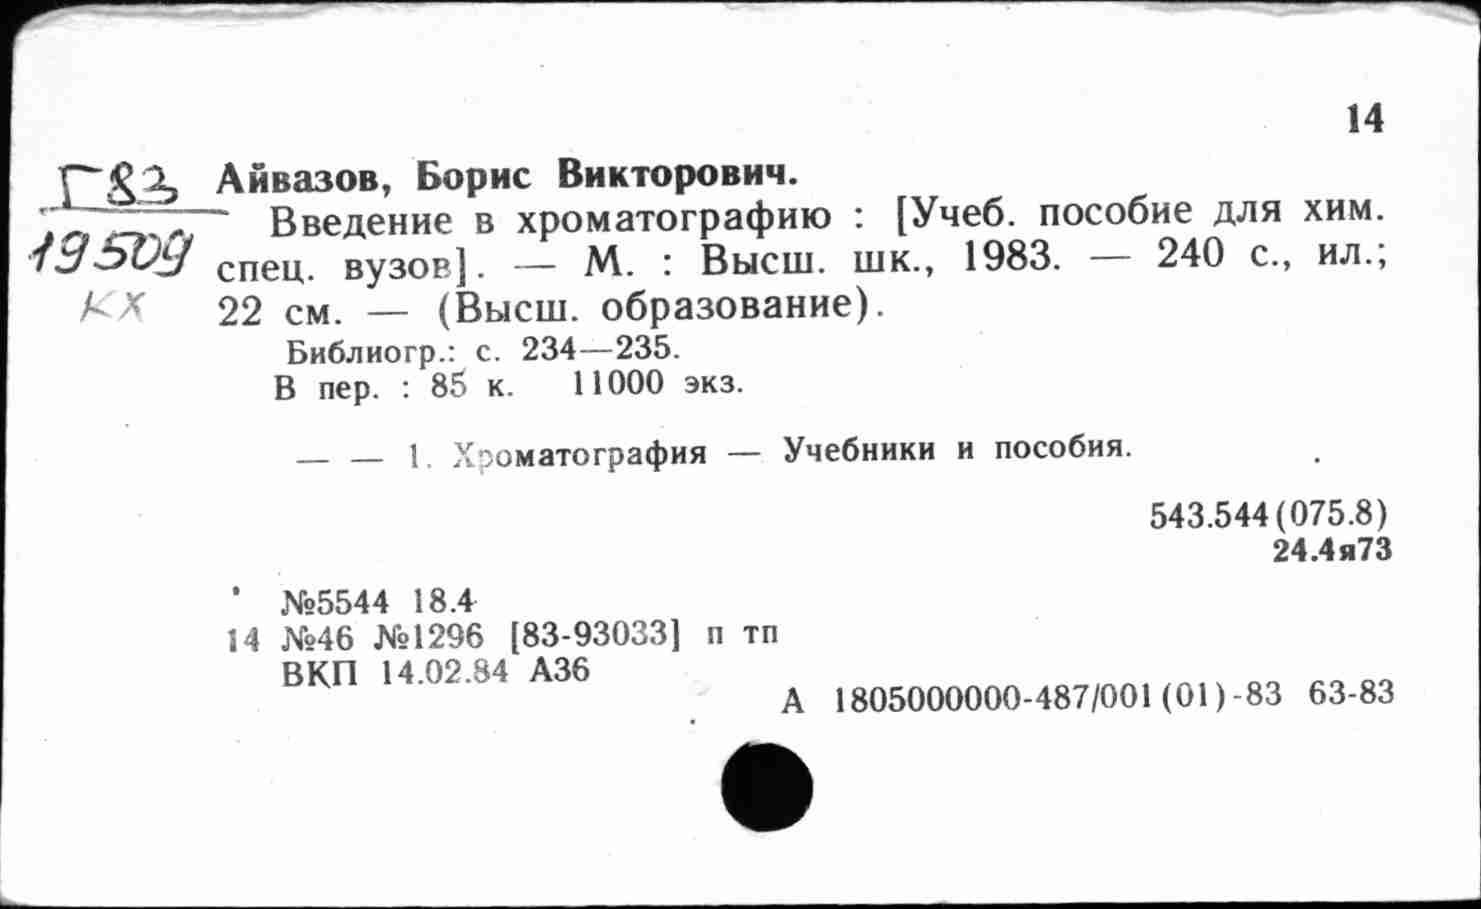 14
Г83
19509
кх
Айвазов, Борис Викторович.
Введение в хроматографию : [Учеб. пособие для хим.
спец. вузов]. — М. : Высш. шк., 1983. — 240 с., ил.;
22 см. — (Высш. образование).
Библиогр.: с. 234—235.
В пер. : 85 к. 11000 экз.
— — 1. Хроматография — Учебники и пособия.
543.544(075.8)
24.4я73
№5544 18.4
14 №46 №1296 [83-93033] п тп
ВКП 14.02.84 А36
А 1805000000-487/001(01)-83 63-83